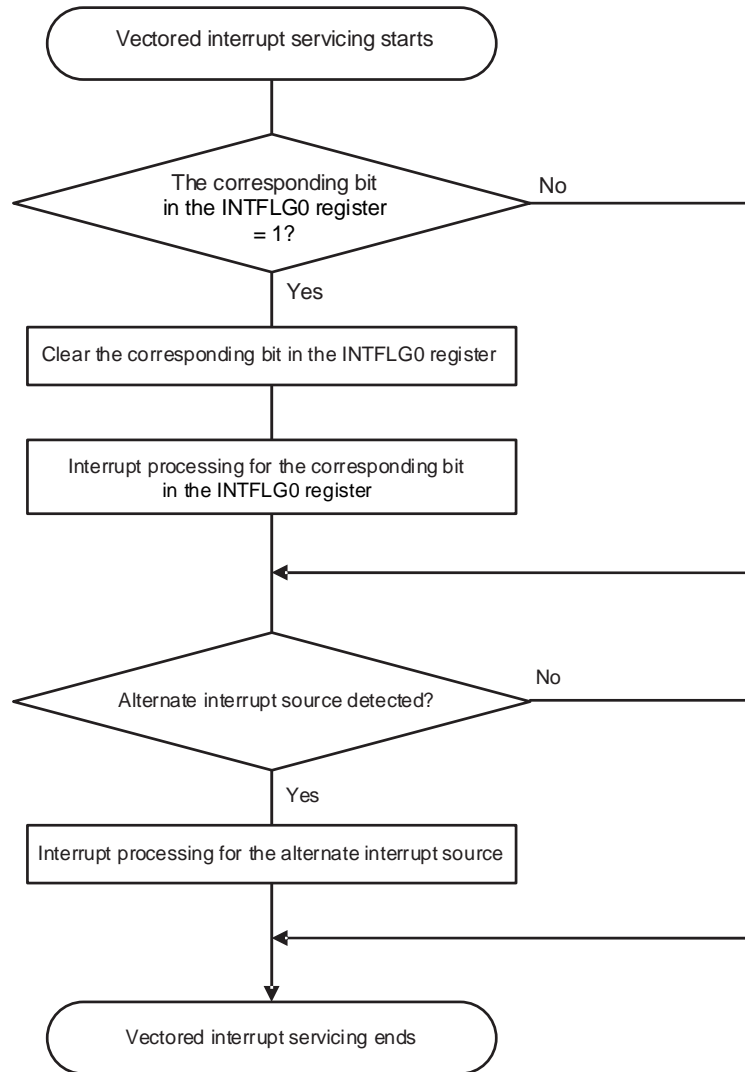 Vectored interrupt servicing starts
The corresponding bit
in the INTFLG0 register
= 1?
No
Yes
Clear the corresponding bit in the INTFLG0 register
Interrupt processing for the corresponding bit
in the INTFLG0 register
Alternate interrupt source detected?
No
Yes
Interrupt processing for the alternate interrupt source
Vectored interrupt servicing ends